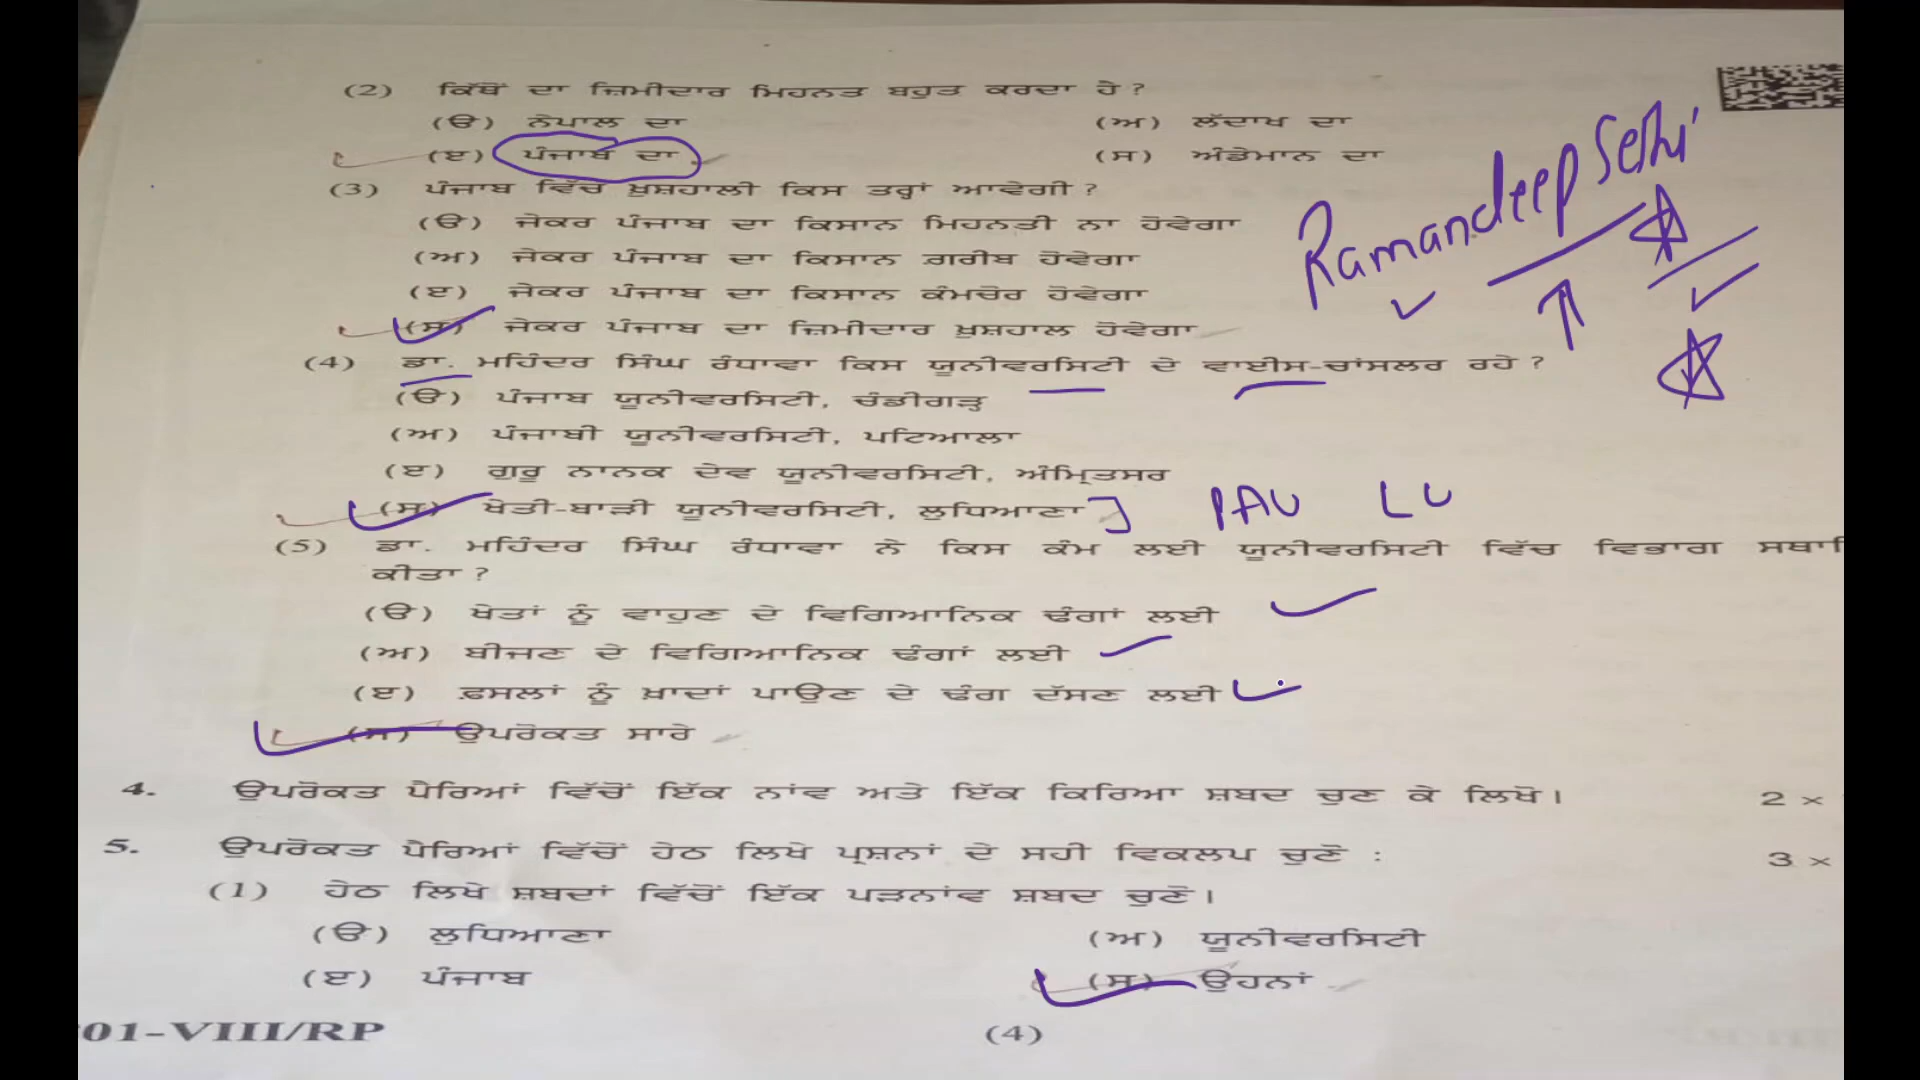 (2) ਕਿੱਥੋਂ ਦਾ ਜ਼ਿਮੀਦਾਰ ਮਿਹਨਤ ਬਹੁਤ ਕਰਦਾ ਹੈ ?
(ੳ) ਨੇਪਾਲ ਦਾ (ਅ) ਲੱਦਾਖ ਦਾ
(ੲ) ਪੰਜਾਬ ਦਾ (ਸ) ਅੰਡੇਮਾਨ ਦਾ
Ramandeep Sethi
(3) ਪੰਜਾਬ ਵਿੱਚ ਖ਼ੁਸ਼ਹਾਲੀ ਕਿਸ ਤਰ੍ਹਾਂ ਆਵੇਗੀ ?
(ੳ) ਜੇਕਰ ਪੰਜਾਬ ਦਾ ਕਿਸਾਨ ਮਿਹਨਤੀ ਨਾ ਹੋਵੇਗਾ
(ਅ) ਜੇਕਰ ਪੰਜਾਬ ਦਾ ਕਿਸਾਨ ਗ਼ਰੀਬ ਹੋਵੇਗਾ
(ੲ) ਜੇਕਰ ਪੰਜਾਬ ਦਾ ਕਿਸਾਨ ਕੰਮਚੋਰ ਹੋਵੇਗਾ
(ਸ) ਜੇਕਰ ਪੰਜਾਬ ਦਾ ਜ਼ਿਮੀਦਾਰ ਖ਼ੁਸ਼ਹਾਲ ਹੋਵੇਗਾ
(4) ਡਾ. ਮਹਿੰਦਰ ਸਿੰਘ ਰੰਧਾਵਾ ਕਿਸ ਯੂਨੀਵਰਸਿਟੀ ਦੇ ਵਾਈਸ-ਚਾਂਸਲਰ ਰਹੇ ?
(ੳ) ਪੰਜਾਬ ਯੂਨੀਵਰਸਿਟੀ, ਚੰਡੀਗੜ੍ਹ
(ਅ) ਪੰਜਾਬੀ ਯੂਨੀਵਰਸਿਟੀ, ਪਟਿਆਲਾ
(ੲ) ਗੁਰੂ ਨਾਨਕ ਦੇਵ ਯੂਨੀਵਰਸਿਟੀ, ਅੰਮ੍ਰਿਤਸਰ
(ਸ) ਖੇਤੀ-ਬਾੜੀ ਯੂਨੀਵਰਸਿਟੀ, ਲੁਧਿਆਣਾ ] PAU LU
(5) ਡਾ. ਮਹਿੰਦਰ ਸਿੰਘ ਰੰਧਾਵਾ ਨੇ ਕਿਸ ਕੰਮ ਲਈ ਯੂਨੀਵਰਸਿਟੀ ਵਿੱਚ ਵਿਭਾਗ
ਕੀਤਾ ?
(ੳ) ਖੇਤਾਂ ਨੂੰ ਵਾਹੁਣ ਦੇ ਵਿਗਿਆਨਿਕ ਢੰਗਾਂ ਲਈ
(ਅ) ਬੀਜਣ ਦੇ ਵਿਗਿਆਨਿਕ ਢੰਗਾਂ ਲਈ
(ੲ) ਫ਼ਸਲਾਂ ਨੂੰ ਖ਼ਾਦਾਂ ਪਾਉਣ ਦੇ ਢੰਗ ਦੱਸਣ ਲਈ
(ਸ) ਉਪਰੋਕਤ ਸਾਰੇ
4. ਉਪਰੋਕਤ ਪੈਰਿਆਂ ਵਿੱਚੋਂ ਇੱਕ ਨਾਂਵ ਅਤੇ ਇੱਕ ਕਿਰਿਆ ਸ਼ਬਦ ਚੁਣ ਕੇ ਲਿਖੋ। 2 ×
5. ਉਪਰੋਕਤ ਪੈਰਿਆਂ ਵਿੱਚੋਂ ਹੇਠ ਲਿਖੇ ਪ੍ਰਸ਼ਨਾਂ ਦੇ ਸਹੀ ਵਿਕਲਪ ਚੁਣੋ : 3 ×
(1) ਹੇਠ ਲਿਖੇ ਸ਼ਬਦਾਂ ਵਿੱਚੋਂ ਇੱਕ ਪੜਨਾਂਵ ਸ਼ਬਦ ਚੁਣੋ।
(ੳ) ਲੁਧਿਆਣਾ (ਅ) ਯੂਨੀਵਰਸਿਟੀ
(ੲ) ਪੰਜਾਬ (ਸ) ਉਹਨਾਂ
01-VIII/RP (4)